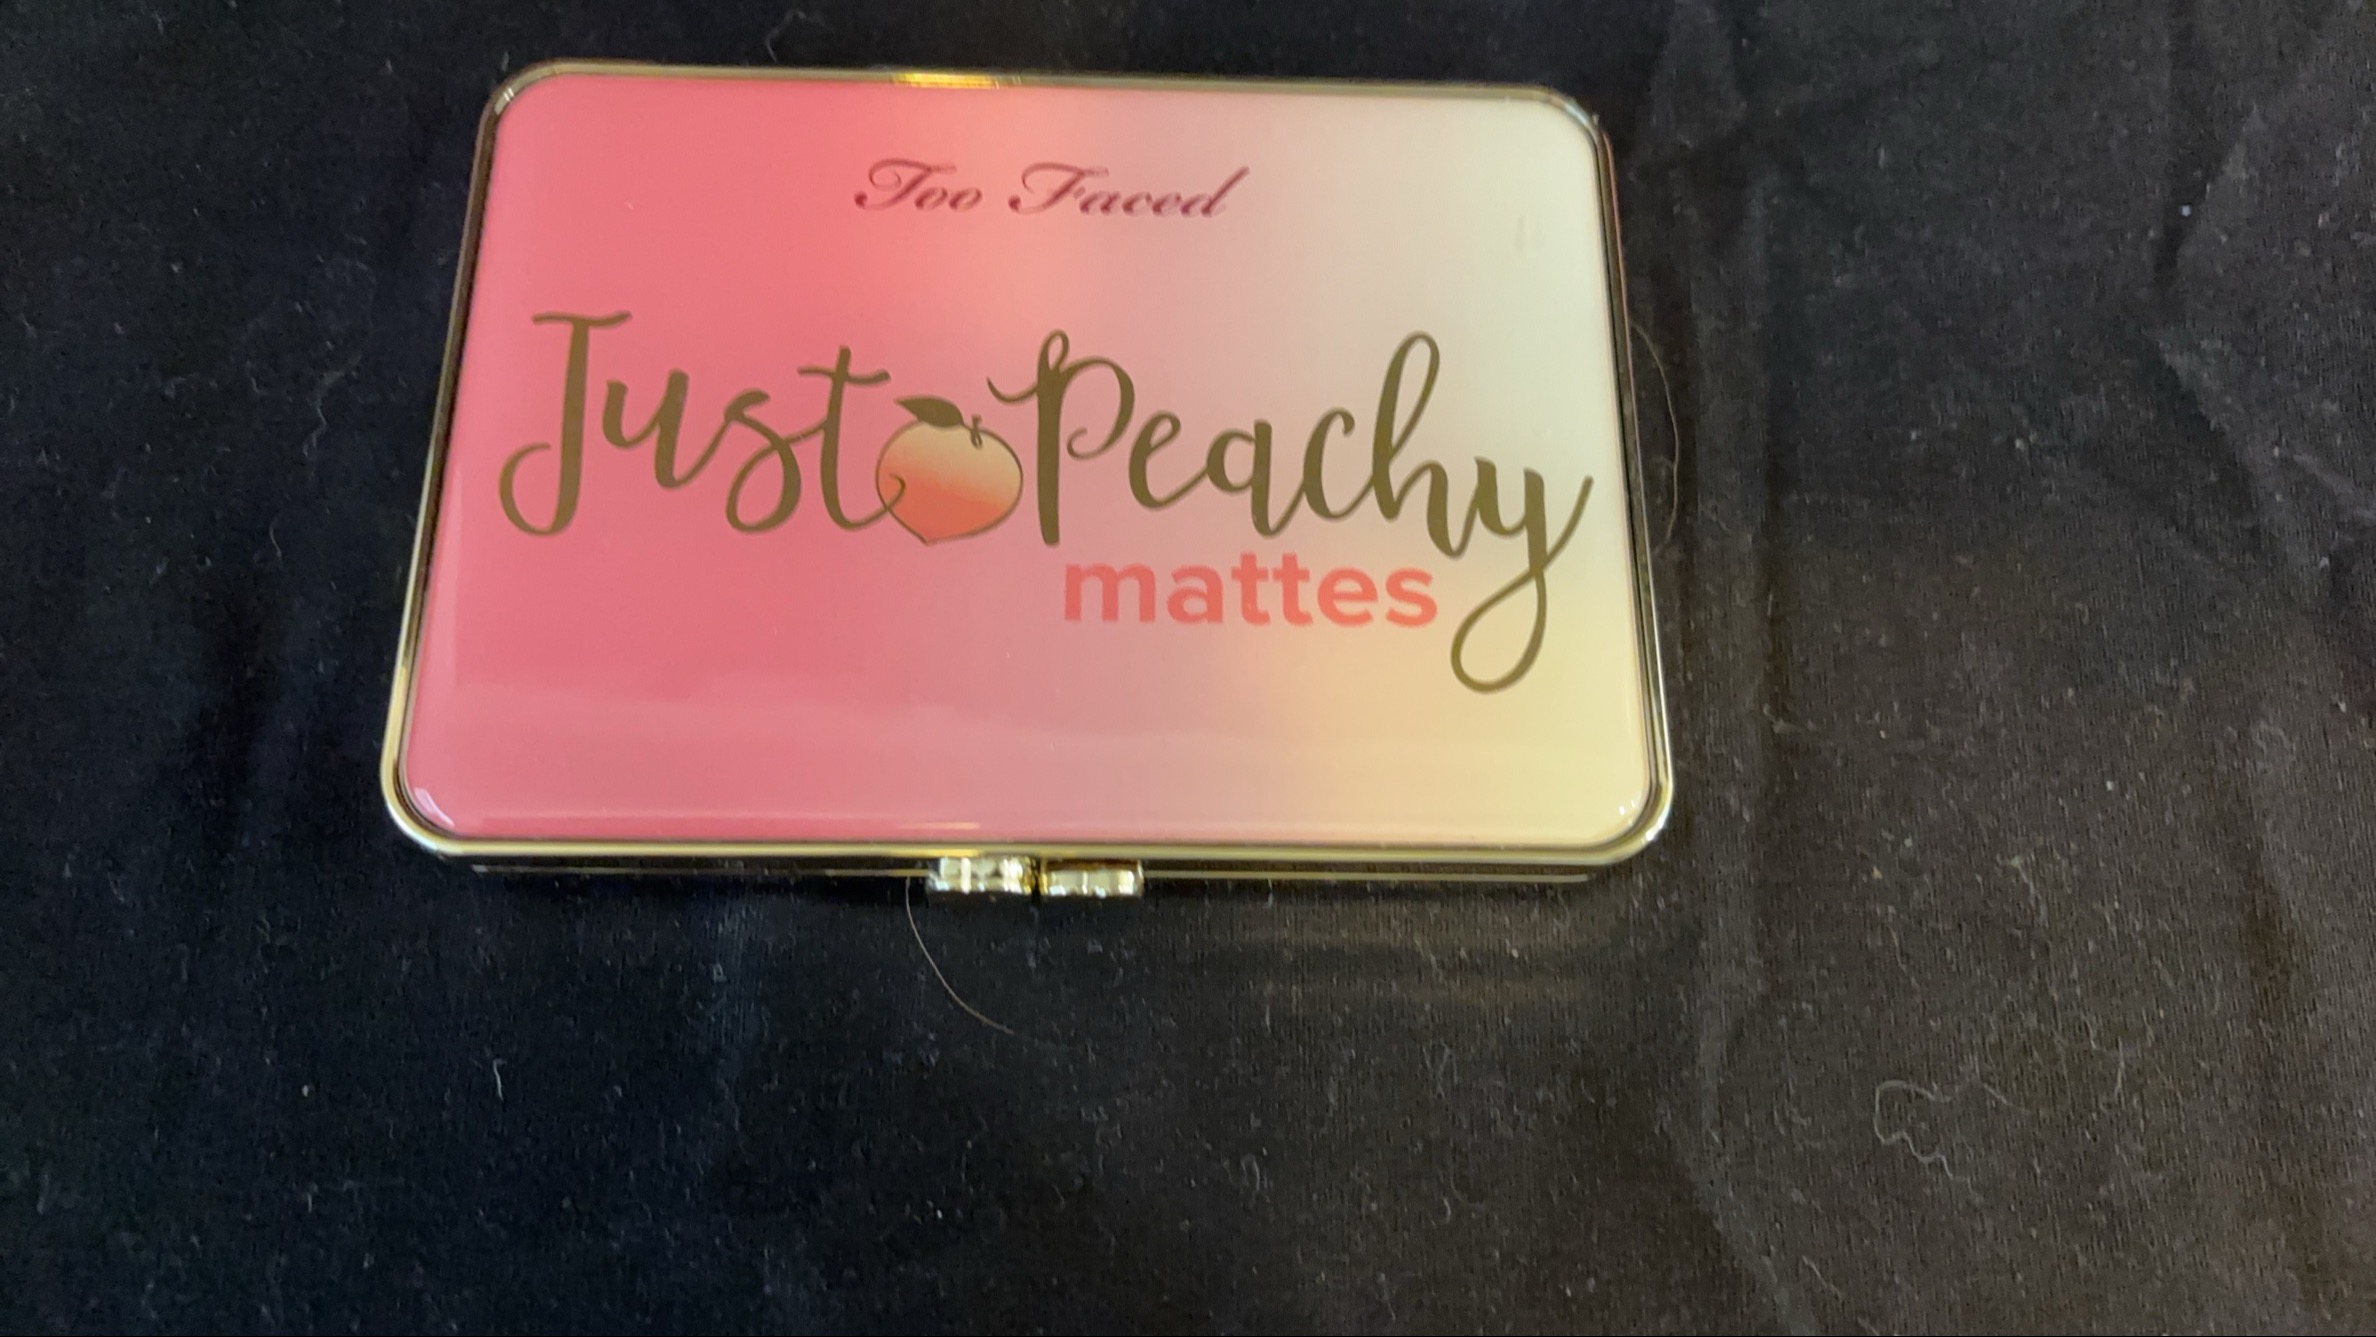 Too Faced
Just Peachy
mattes